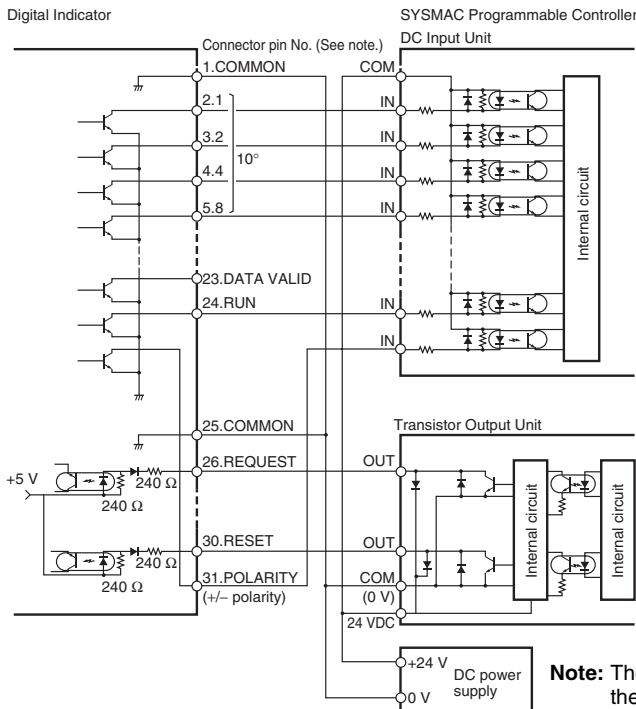 Digital Indicator
SYSMAC Programmable Controller
DC Input Unit
Connector pin No. (See note.)
1.COMMON
COM
2.1
IN
3.2
IN
10°
4.4
IN
5.8
IN
Internal circuit
23.DATA VALID
24.RUN
IN
IN
25.COMMON
Transistor Output Unit
26.REQUEST
OUT
+5 V
240 Ω
240 Ω
Internal circuit
Internal circuit
30.RESET
OUT
240 Ω
240 Ω
31.POLARITY
(+/− polarity)
COM
(0 V)
24 VDC
+24 V
DC power
supply
0 V
Note: The
the